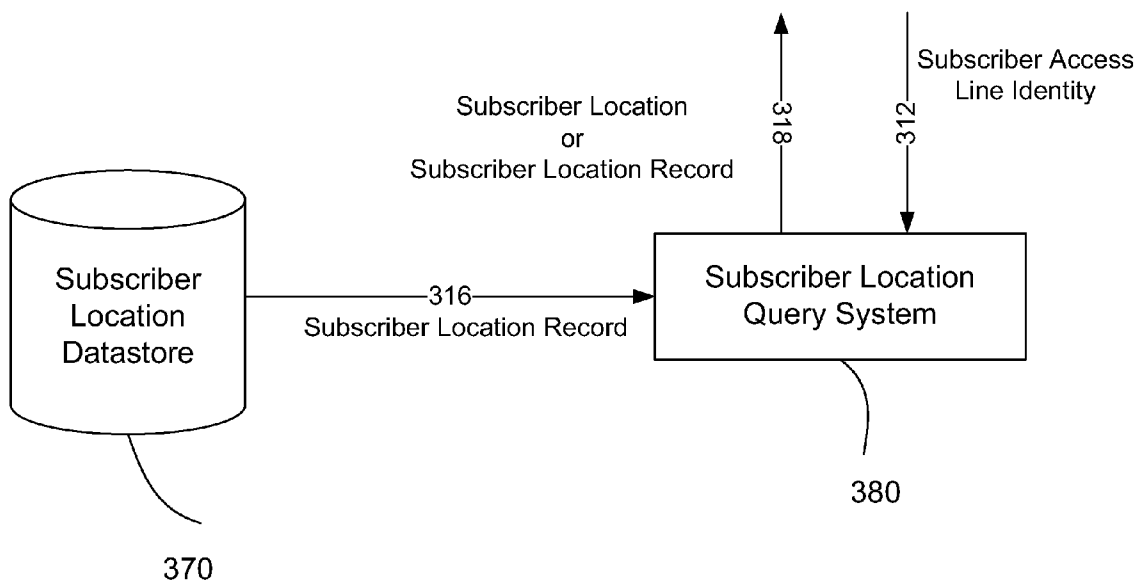 Subscriber Access
Line Identity
Subscriber Location
or
Subscriber Location Record
318
312
Subscriber
Location
Datastore
316
Subscriber Location Record
Subscriber Location
Query System
380
370